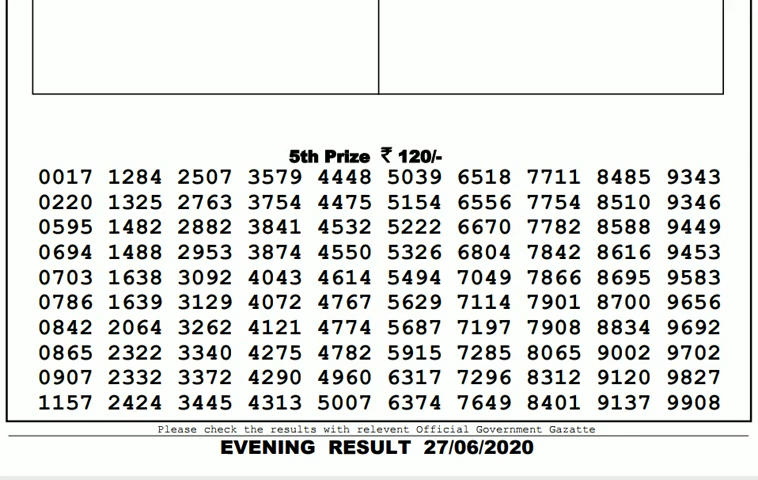 5th Prize ₹ 120/-
0017 1284 2507 3579 4448 5039 6518 7711 8485 9343
0220 1325 2763 3754 4475 5154 6556 7754 8510 9346
0595 1482 2882 3841 4532 5222 6670 7782 8588 9449
0694 1488 2953 3874 4550 5326 6804 7842 8616 9453
0703 1638 3092 4043 4614 5494 7049 7866 8695 9583
0786 1639 3129 4072 4767 5629 7114 7901 8700 9656
0842 2064 3262 4121 4774 5687 7197 7908 8834 9692
0865 2322 3340 4275 4782 5915 7285 8065 9002 9702
0907 2332 3372 4290 4960 6317 7296 8312 9120 9827
1157 2424 3445 4313 5007 6374 7649 8401 9137 9908
Please check the results with relevent Official Government Gazatte
EVENING RESULT 27/06/2020